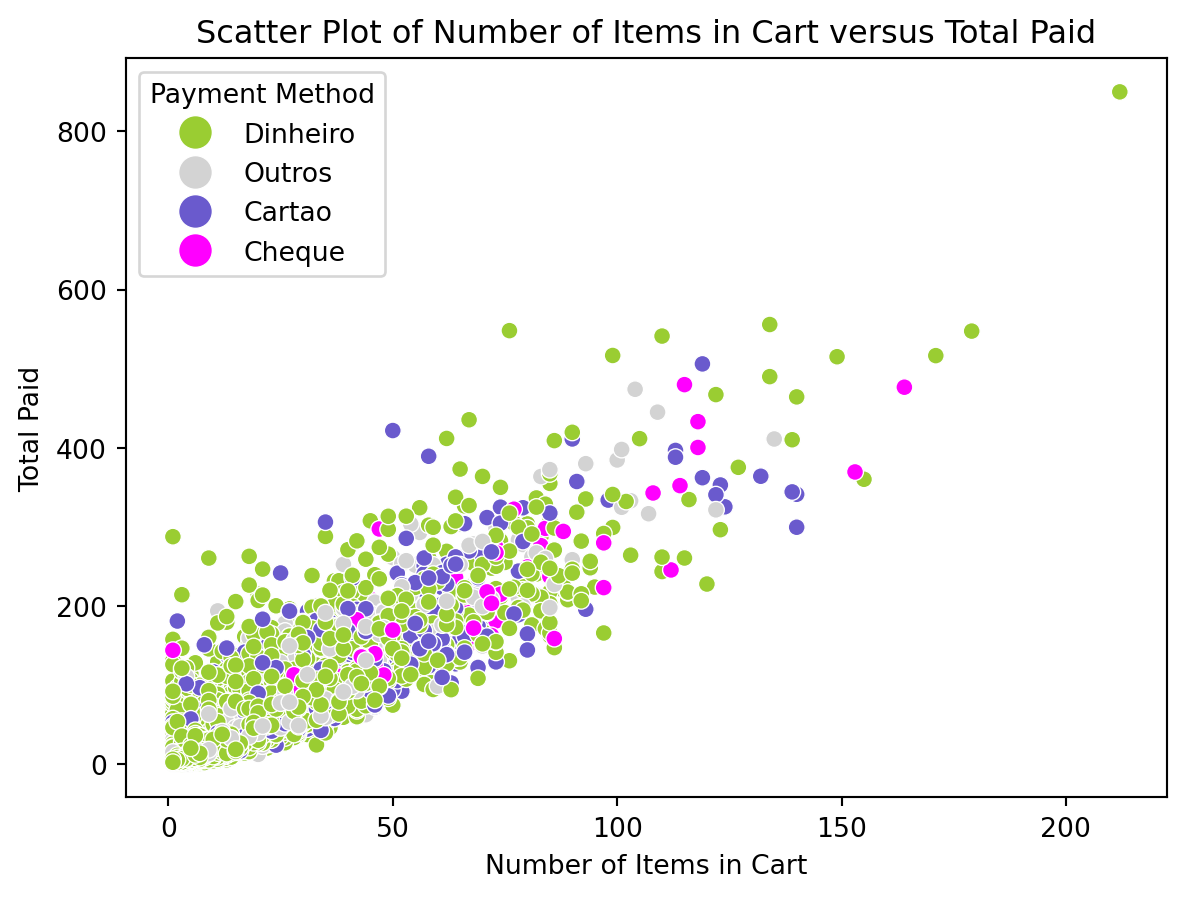 Scatter Plot of Number of Items in Cart versus Total Paid
Payment Method
Dinheiro
Outros
Cartao
Cheque
Total Paid
800
600
400
200
0
0
50
100
150
200
Number of Items in Cart